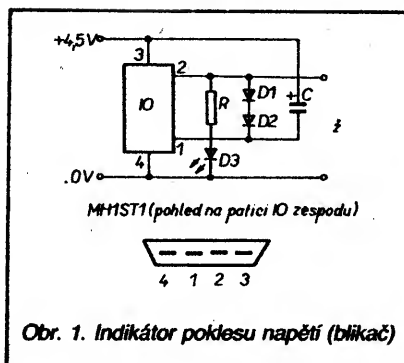 +4,5V
3
2
IO
R
D1
+
C
D2
ž
1
4
D3
.0V
MH1ST1 (pohled na patici IO zespodu)
4 1 2 3
Obr. 1. Indikátor poklesu napětí (blikač)